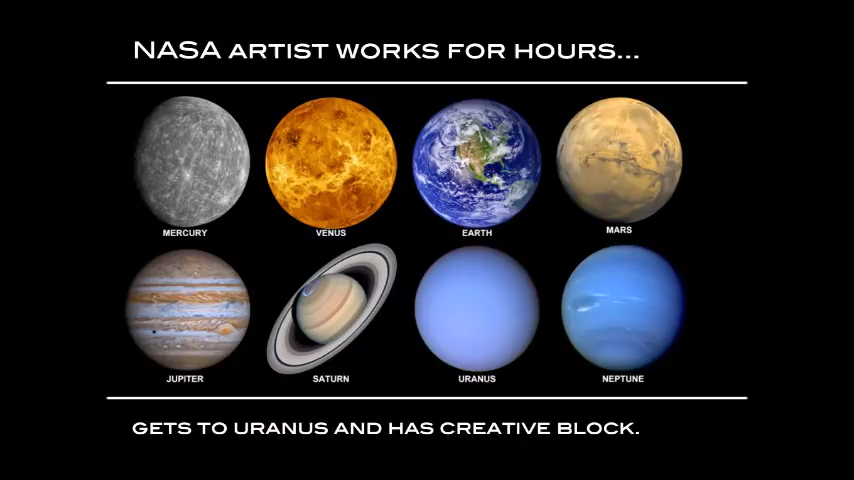 NASA ARTIST WORKS FOR HOURS...
MERCURY
VENUS
EARTH
MARS
JUPITER
SATURN
URANUS
NEPTUNE
GETS TO URANUS AND HAS CREATIVE BLOCK.